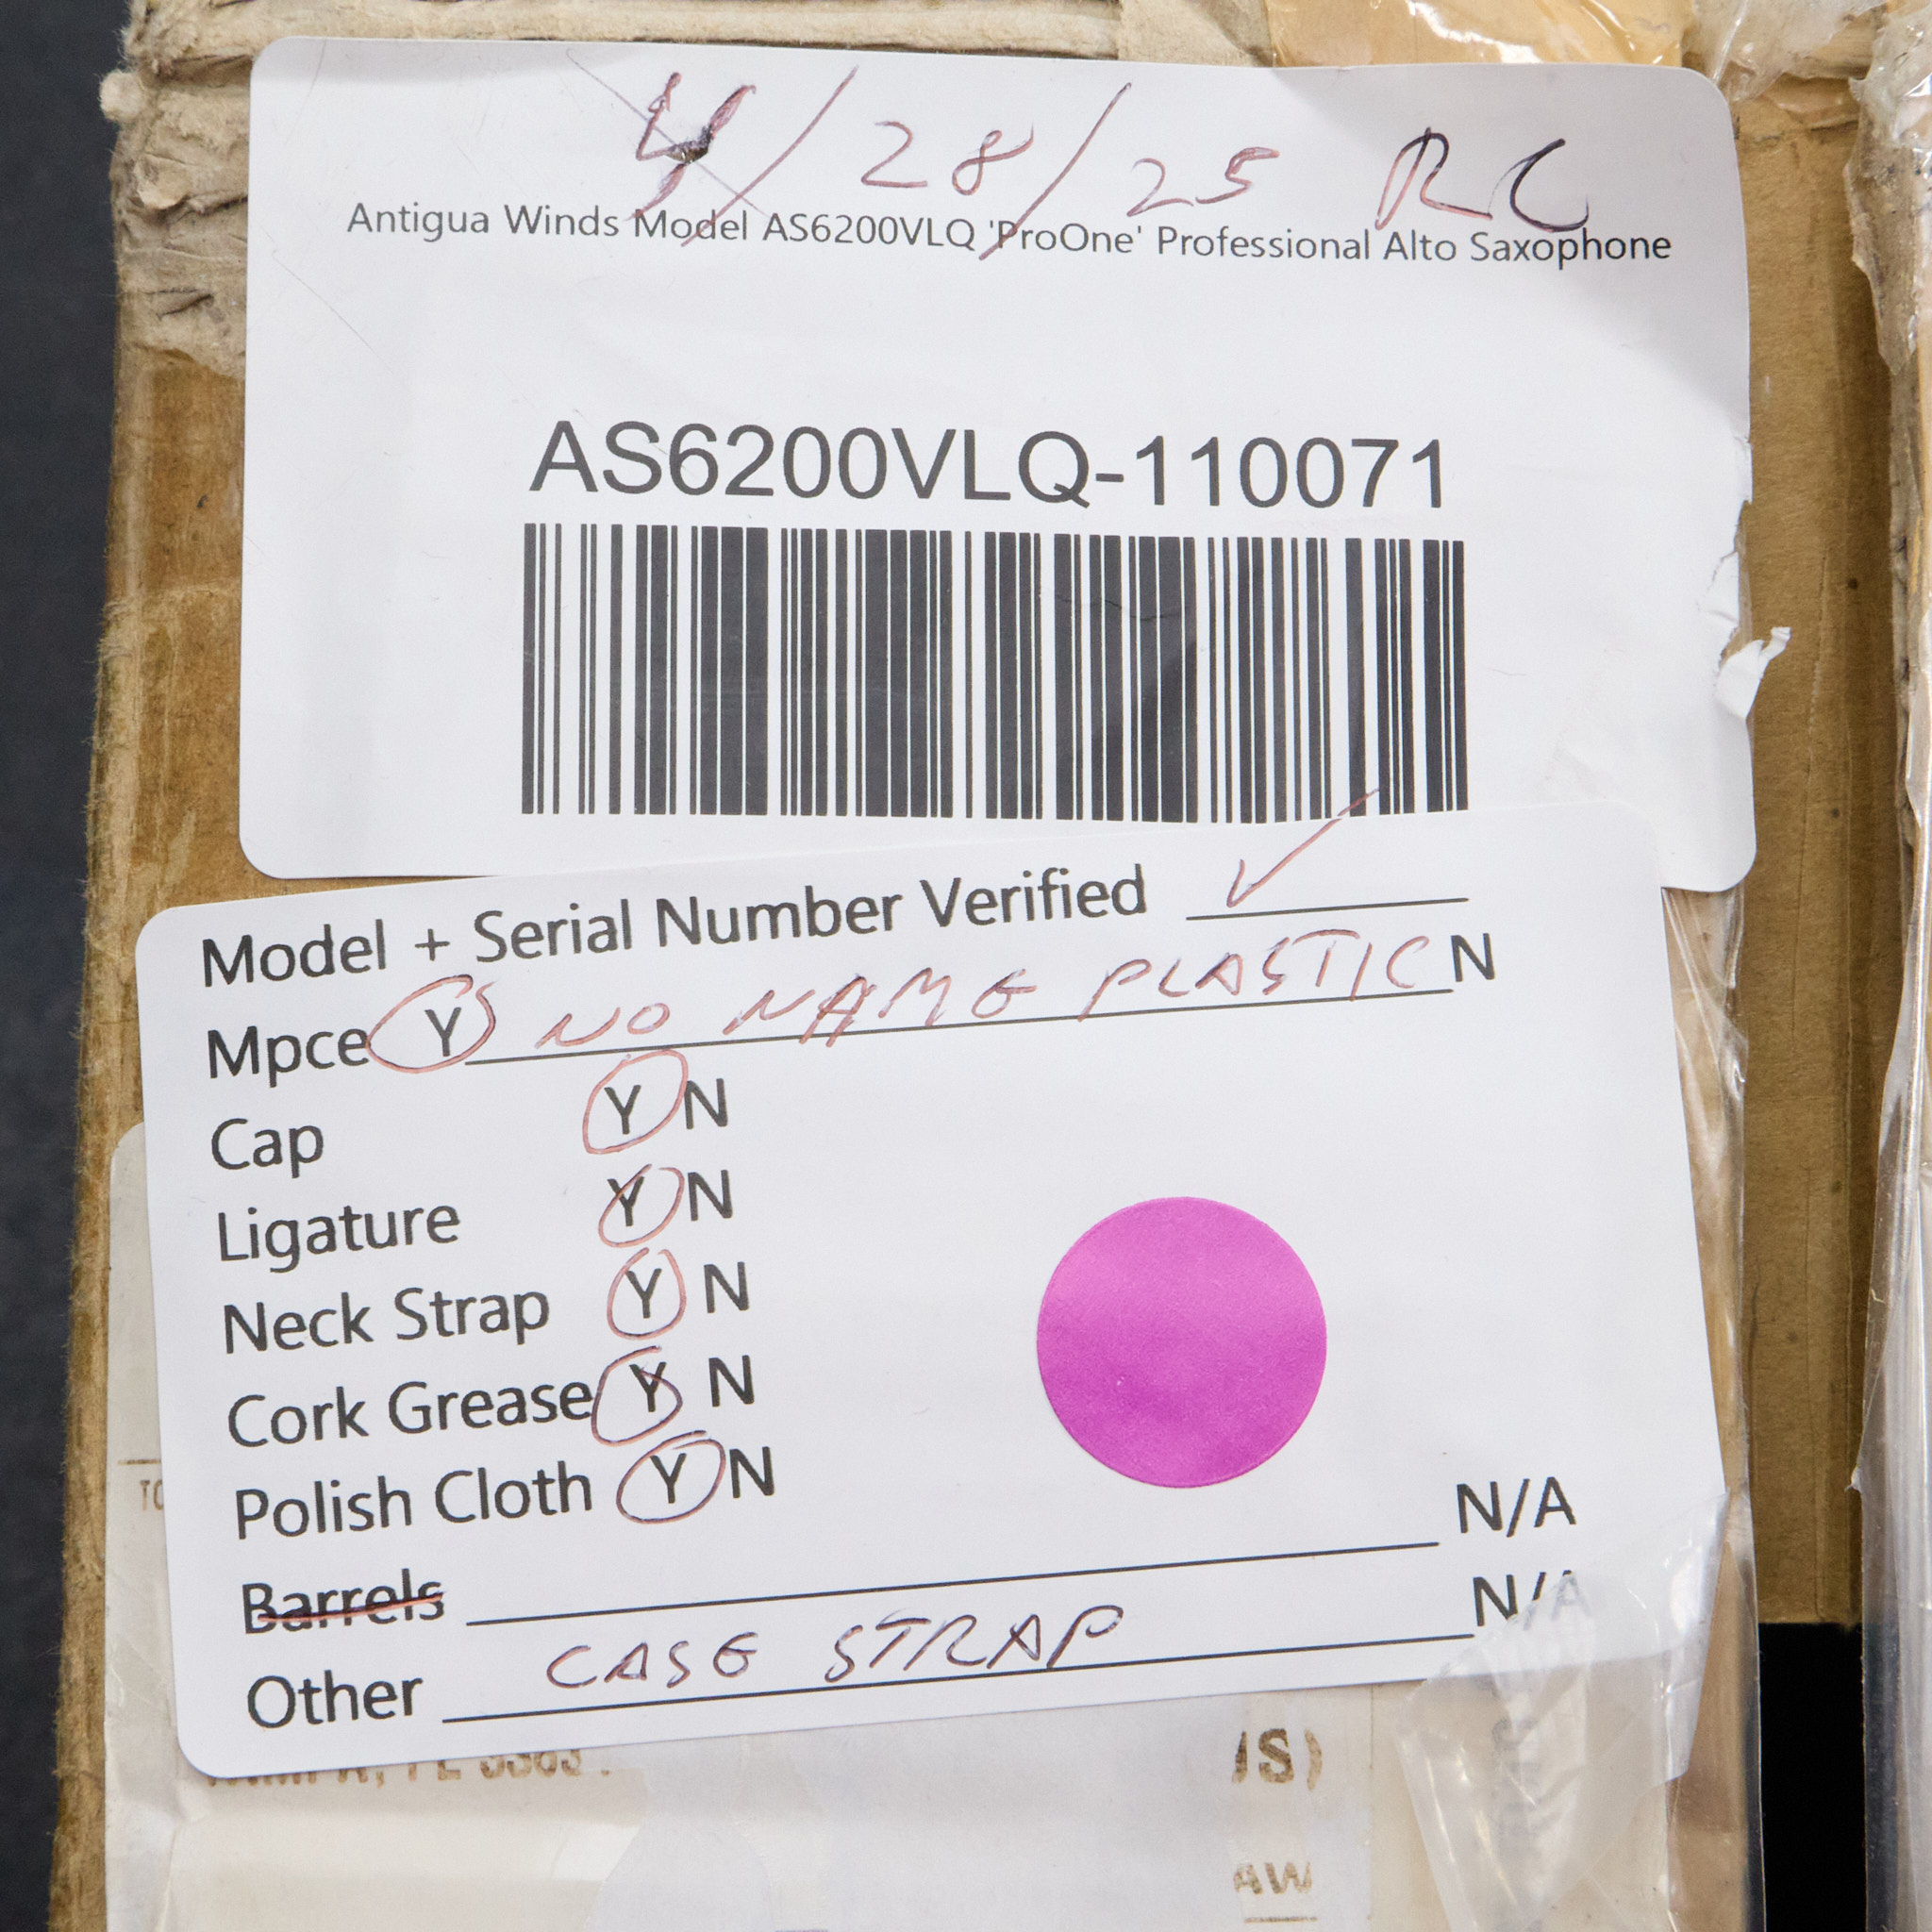 4/28/25 RC
Antigua Winds Model AS6200VLQ 'ProOne' Professional Alto Saxophone
AS6200VLQ-110071
Model + Serial Number Verified ✓
Mpce Y NO NAME PLASTIC N
Cap Y N
Ligature Y N
Neck Strap Y N
Cork Grease Y N
Polish Cloth Y N
Barrels N/A
Other CASE STRAP N/A